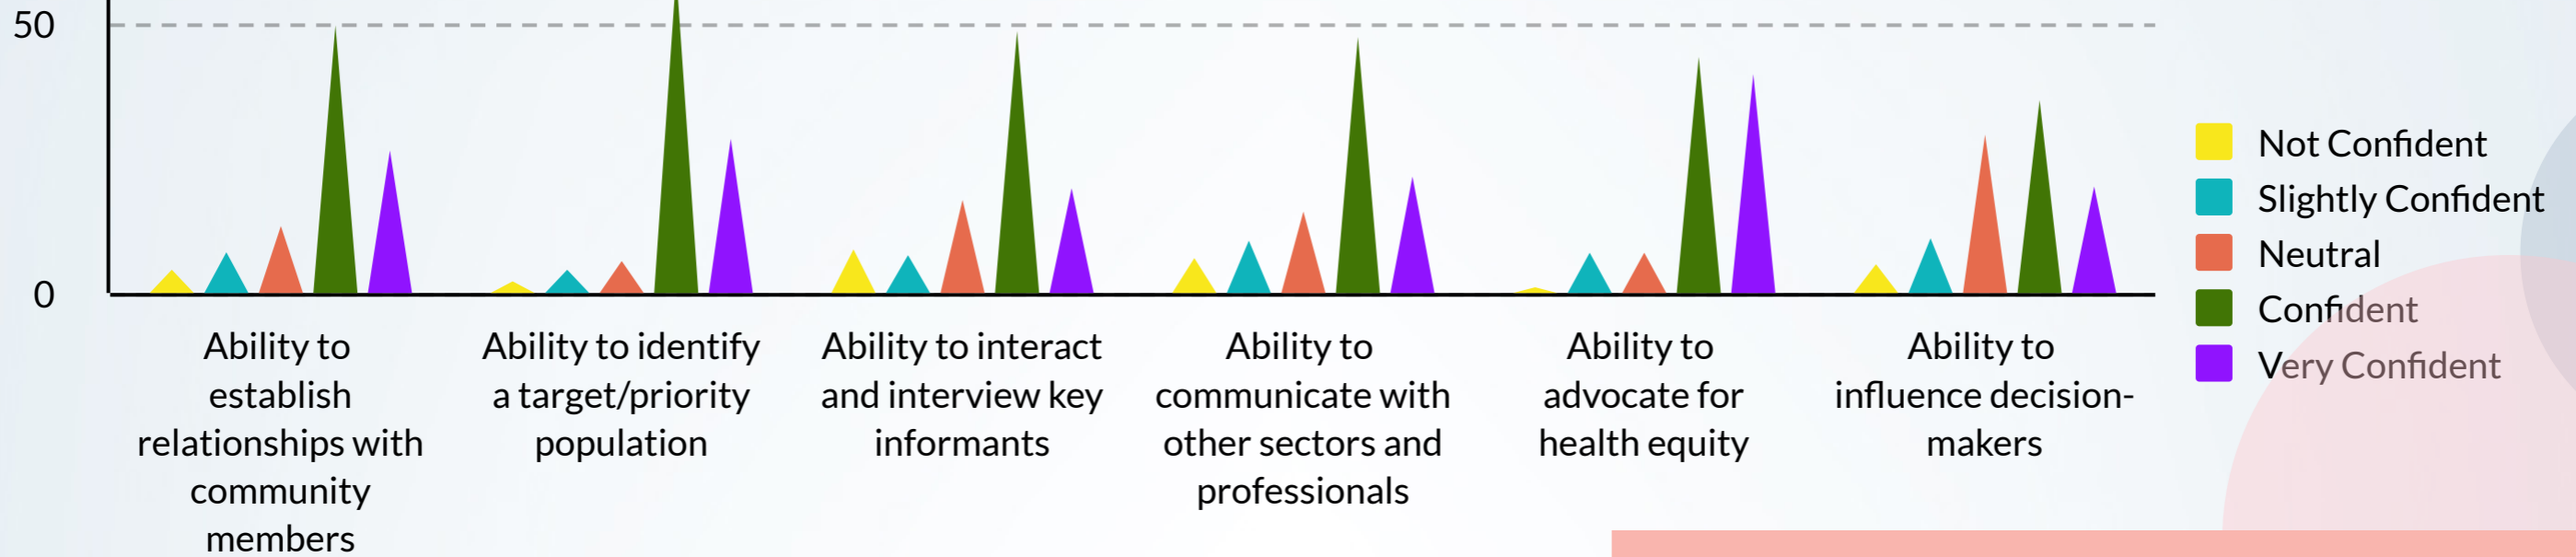 50
0
Ability to
establish
relationships with
community
members
Ability to identify
a target/priority
population
Ability to interact
and interview key
informants
Ability to
communicate with
other sectors and
professionals
Ability to
advocate for
health equity
Ability to
influence decision-
makers
Not Confident
Slightly Confident
Neutral
Confident
Very Confident